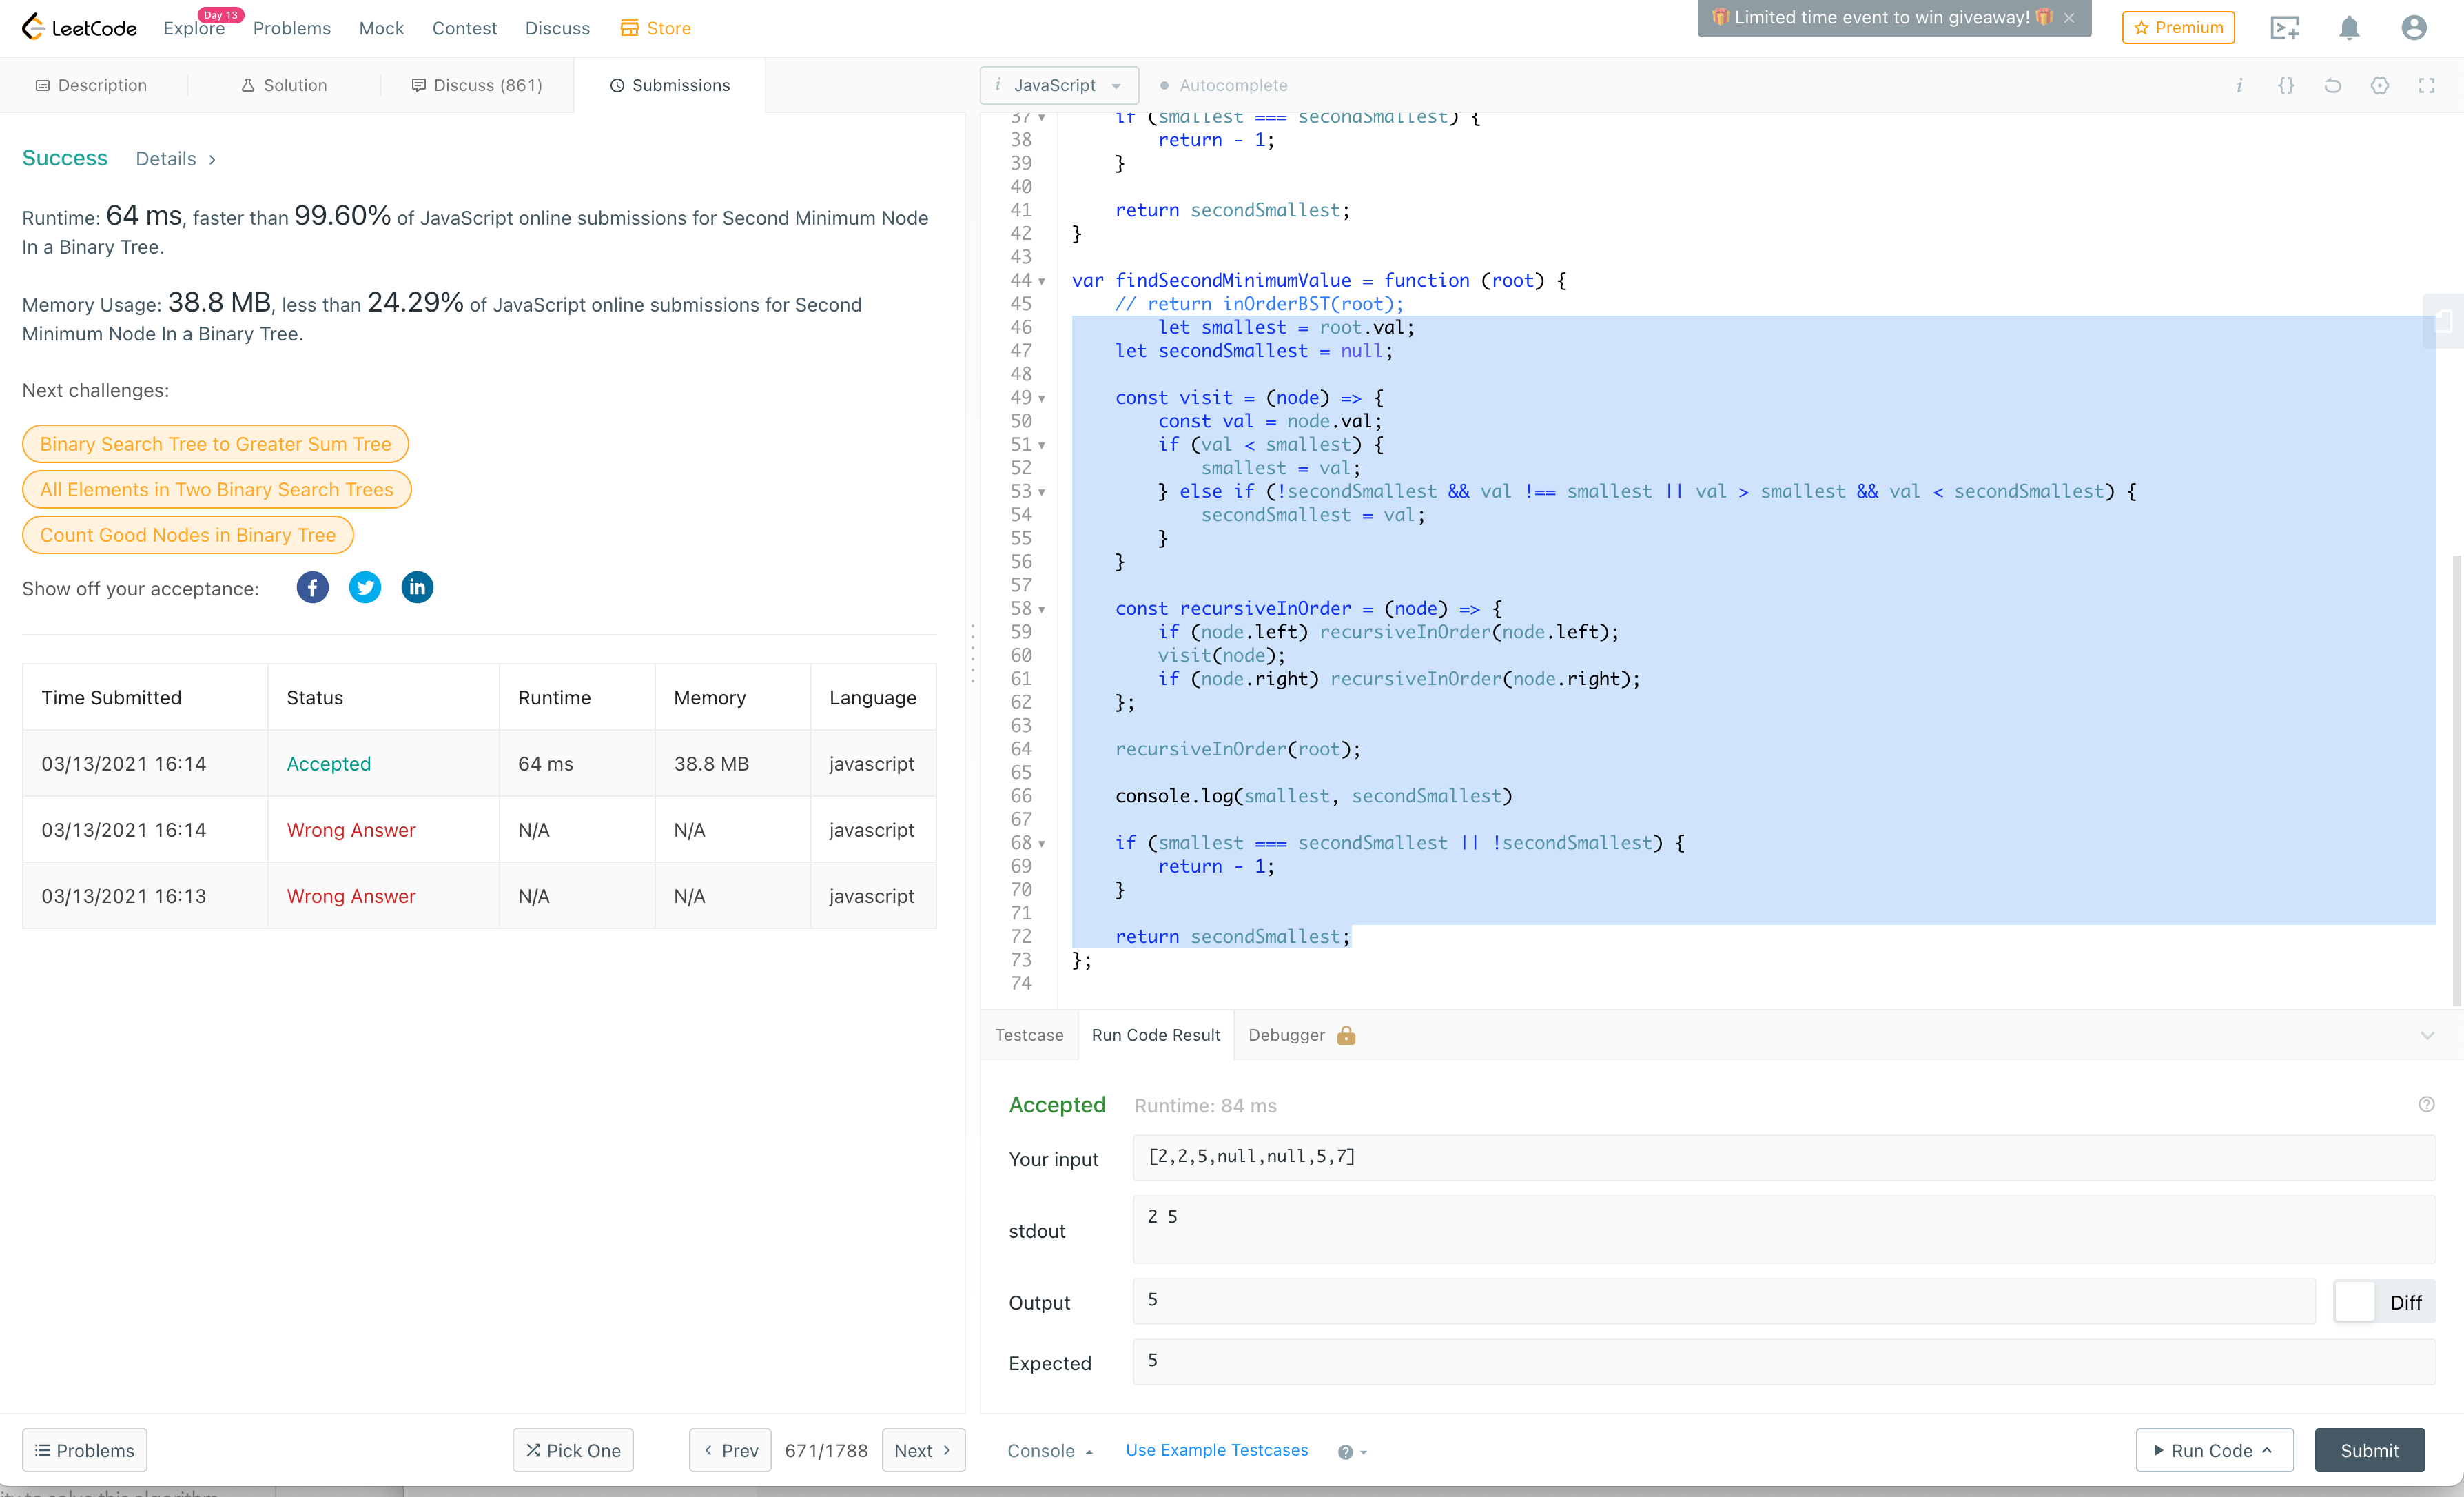 LeetCode
Explore
Day 13
Problems
Mock
Contest
Discuss
Store
🎁 Limited time event to win giveaway! 🎁 ×
Premium
Description
Solution
Discuss (861)
Submissions
Success
Details >
Runtime: 64 ms, faster than 99.60% of JavaScript online submissions for Second Minimum Node
In a Binary Tree.
Memory Usage: 38.8 MB, less than 24.29% of JavaScript online submissions for Second
Minimum Node In a Binary Tree.
Next challenges:
Binary Search Tree to Greater Sum Tree
All Elements in Two Binary Search Trees
Count Good Nodes in Binary Tree
Show off your acceptance:
Time Submitted Status Runtime Memory Language
03/13/2021 16:14 Accepted 64 ms 38.8 MB javascript
03/13/2021 16:14 Wrong Answer N/A N/A javascript
03/13/2021 16:13 Wrong Answer N/A N/A javascript
Problems
Pick One
< Prev
671/1788
Next >
i JavaScript
Autocomplete
37 if (smallest === secondSmallest) {
38 return - 1;
39 }
40
41 return secondSmallest;
42 }
43
44 var findSecondMinimumValue = function (root) {
45 // return inOrderBST(root);
46 let smallest = root.val;
47 let secondSmallest = null;
48
49 const visit = (node) => {
50 const val = node.val;
51 if (val < smallest) {
52 smallest = val;
53 } else if (!secondSmallest && val !== smallest || val > smallest && val < secondSmallest) {
54 secondSmallest = val;
55 }
56 }
57
58 const recursiveInOrder = (node) => {
59 if (node.left) recursiveInOrder(node.left);
60 visit(node);
61 if (node.right) recursiveInOrder(node.right);
62 };
63
64 recursiveInOrder(root);
65
66 console.log(smallest, secondSmallest)
67
68 if (smallest === secondSmallest || !secondSmallest) {
69 return - 1;
70 }
71
72 return secondSmallest;
73 };
74
Testcase
Run Code Result
Debugger
Accepted
Runtime: 84 ms
Your input
[2,2,5,null,null,5,7]
stdout
2 5
Output
5
Diff
Expected
5
Console
Use Example Testcases
Run Code
Submit